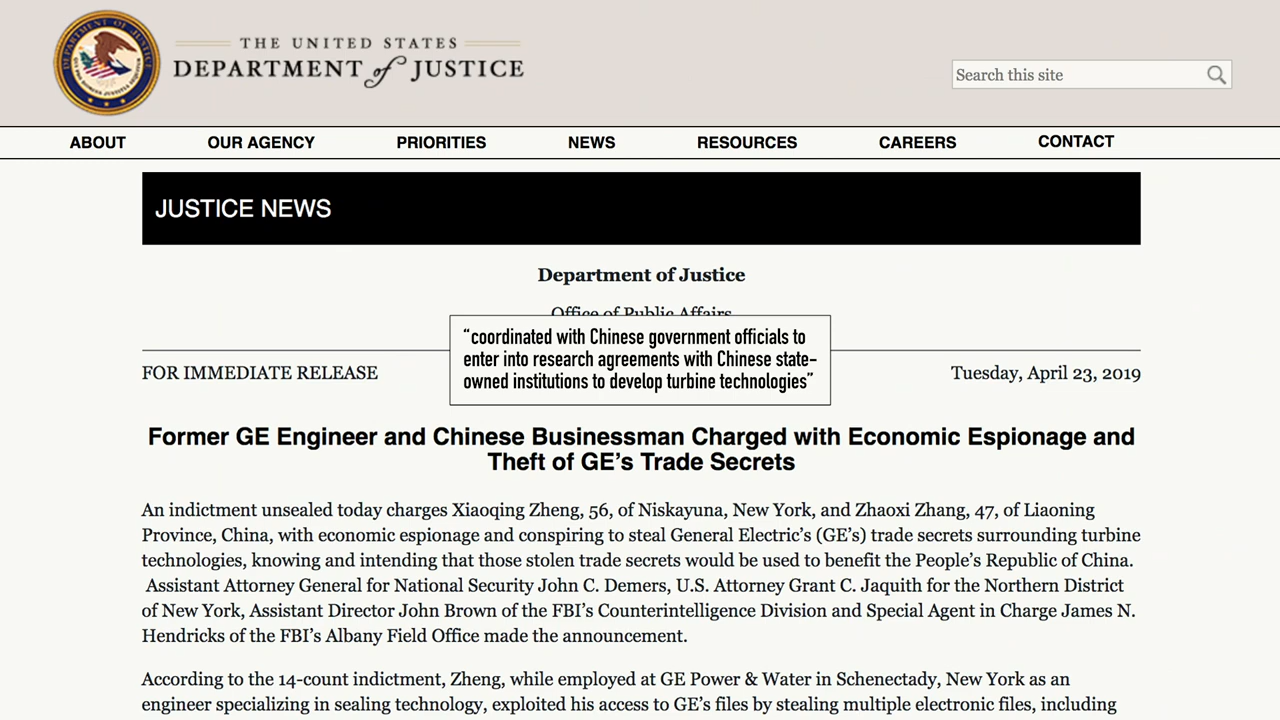 THE UNITED STATES
DEPARTMENT of JUSTICE
Search this site
ABOUT OUR AGENCY PRIORITIES NEWS RESOURCES CAREERS CONTACT
JUSTICE NEWS
Department of Justice
Office of Public Affairs
“coordinated with Chinese government officials to
enter into research agreements with Chinese state-
owned institutions to develop turbine technologies”
FOR IMMEDIATE RELEASE
Tuesday, April 23, 2019
Former GE Engineer and Chinese Businessman Charged with Economic Espionage and
Theft of GE’s Trade Secrets
An indictment unsealed today charges Xiaoqing Zheng, 56, of Niskayuna, New York, and Zhaoxi Zhang, 47, of Liaoning
Province, China, with economic espionage and conspiring to steal General Electric’s (GE’s) trade secrets surrounding turbine
technologies, knowing and intending that those stolen trade secrets would be used to benefit the People’s Republic of China.
Assistant Attorney General for National Security John C. Demers, U.S. Attorney Grant C. Jaquith for the Northern District
of New York, Assistant Director John Brown of the FBI’s Counterintelligence Division and Special Agent in Charge James N.
Hendricks of the FBI’s Albany Field Office made the announcement.
According to the 14-count indictment, Zheng, while employed at GE Power & Water in Schenectady, New York as an
engineer specializing in sealing technology, exploited his access to GE’s files by stealing multiple electronic files, including